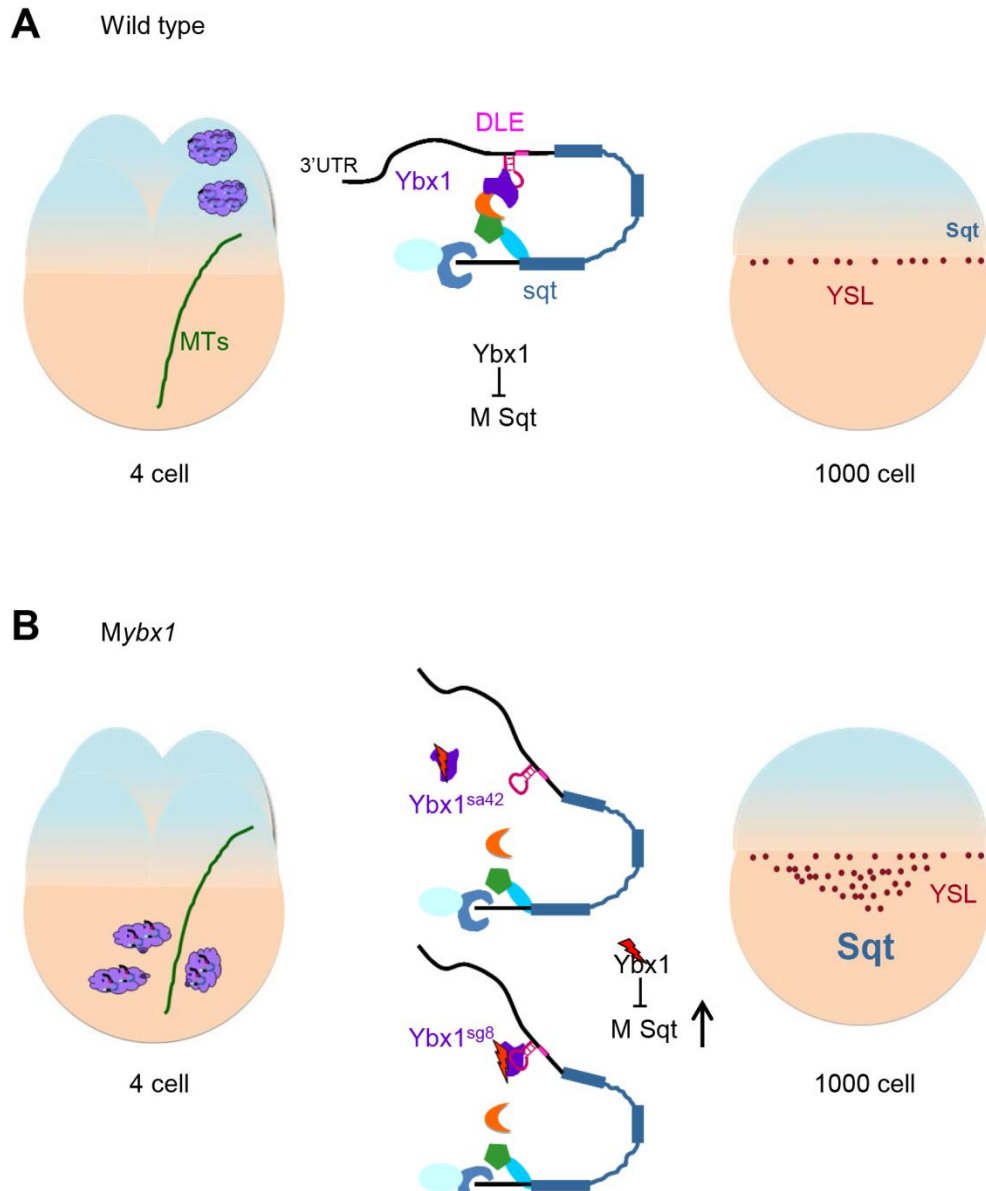 A Wild type
DLE
3'UTR
Ybx1
Sqt
sqt
YSL
MTs
Ybx1
M Sqt
4 cell
1000 cell
B Mybx1
Ybx1sa42
YSL
Sqt
Ybx1
M Sqt
Ybx1sg8
4 cell
1000 cell